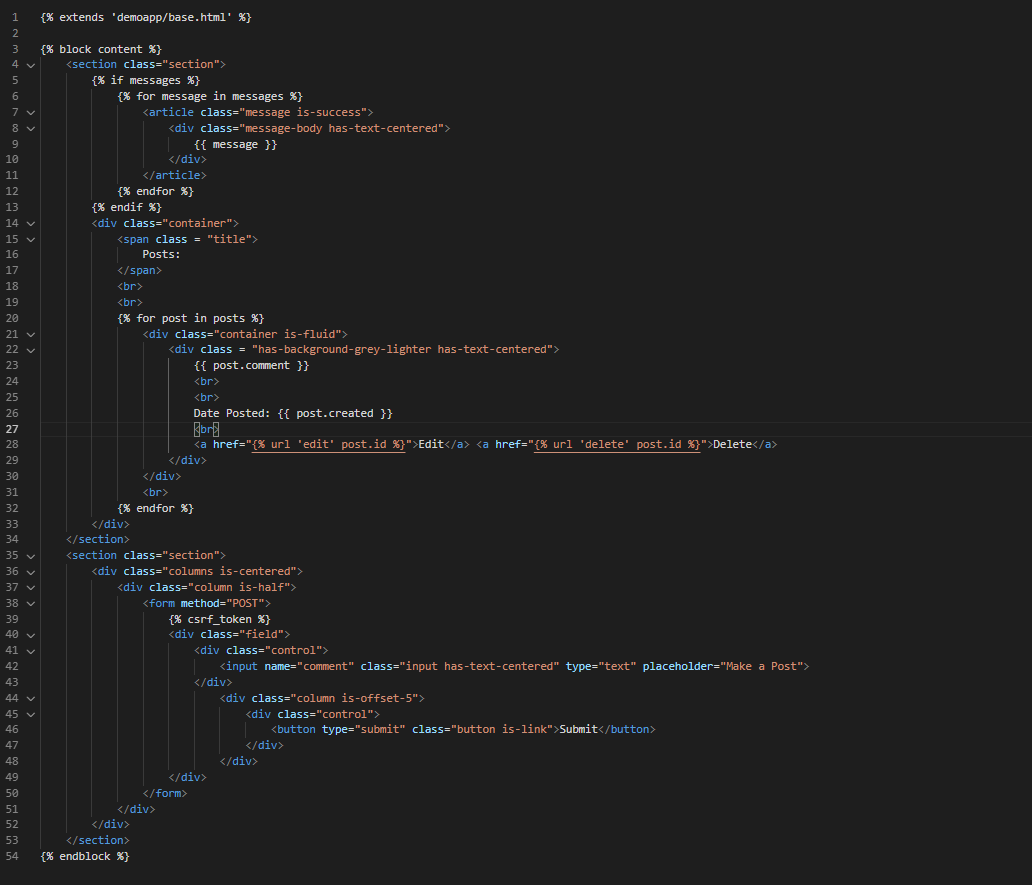 1 {% extends 'demoapp/base.html' %}
2
3 {% block content %}
4 <section class="section">
5 {% if messages %}
6 {% for message in messages %}
7 <article class="message is-success">
8 <div class="message-body has-text-centered">
9 {{ message }}
10 </div>
11 </article>
12 {% endfor %}
13 {% endif %}
14 <div class="container">
15 <span class = "title">
16 Posts:
17 </span>
18 <br>
19 <br>
20 {% for post in posts %}
21 <div class="container is-fluid">
22 <div class = "has-background-grey-lighter has-text-centered">
23 {{ post.comment }}
24 <br>
25 <br>
26 Date Posted: {{ post.created }}
27 <br>
28 <a href="{% url 'edit' post.id %}">Edit</a> <a href="{% url 'delete' post.id %}">Delete</a>
29 </div>
30 </div>
31 <br>
32 {% endfor %}
33 </div>
34 </section>
35 <section class="section">
36 <div class="columns is-centered">
37 <div class="column is-half">
38 <form method="POST">
39 {% csrf_token %}
40 <div class="field">
41 <div class="control">
42 <input name="comment" class="input has-text-centered" type="text" placeholder="Make a Post">
43 </div>
44 <div class="column is-offset-5">
45 <div class="control">
46 <button type="submit" class="button is-link">Submit</button>
47 </div>
48 </div>
49 </div>
50 </form>
51 </div>
52 </div>
53 </section>
54 {% endblock %}